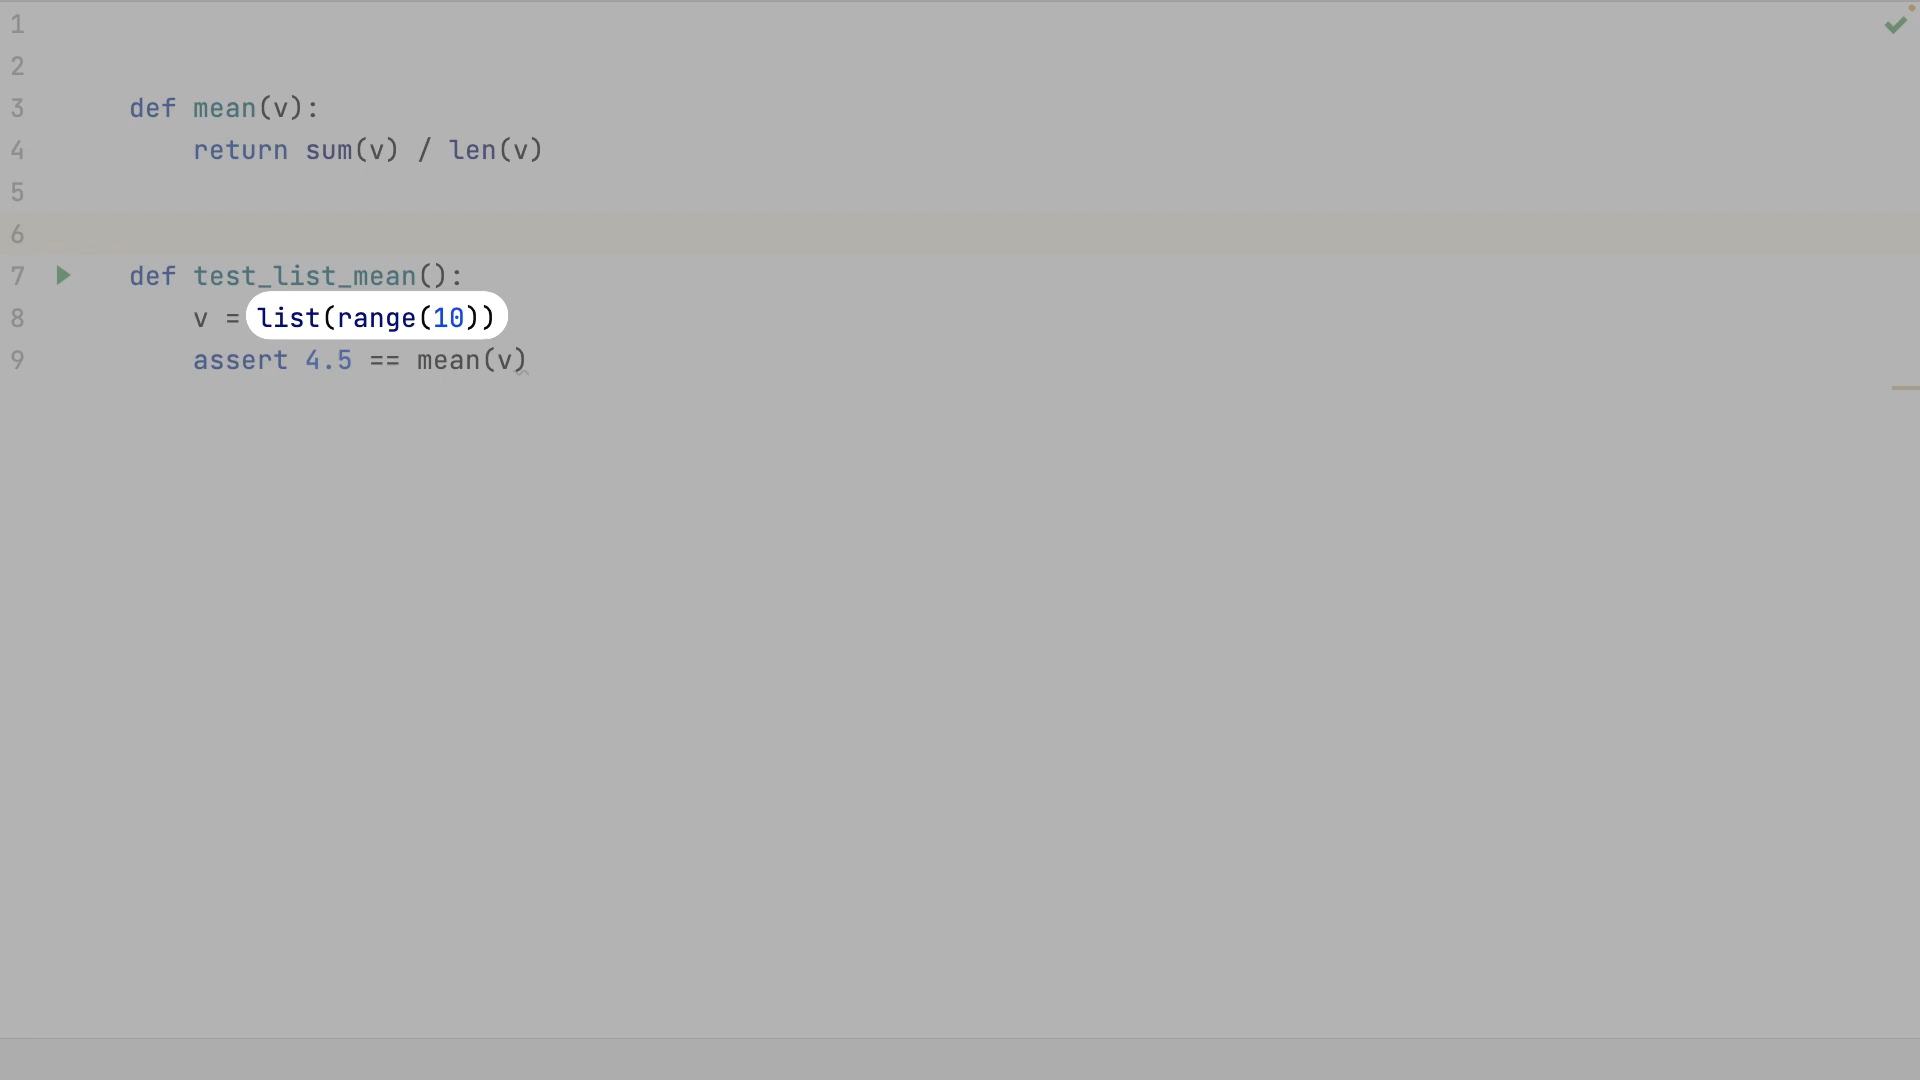 1
2
3 def mean(v):
4 return sum(v) / len(v)
5
6
7 def test_list_mean():
8 v = list(range(10))
9 assert 4.5 == mean(v)